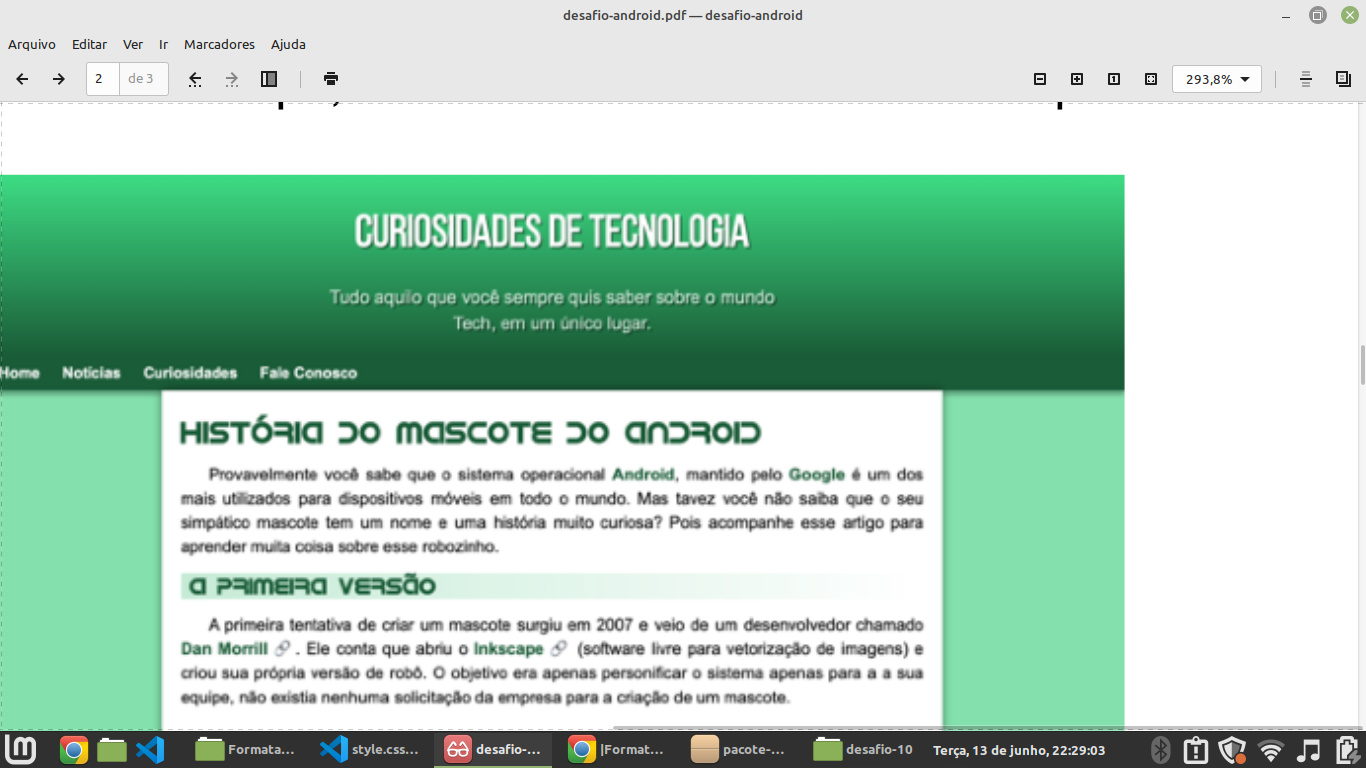 desafio-android.pdf — desafio-android
Arquivo Editar Ver Ir Marcadores Ajuda
2 de 3 293,8%
CURIOSIDADES DE TECNOLOGIA
Tudo aquilo que você sempre quis saber sobre o mundo
Tech, em um único lugar.
Home Notícias Curiosidades Fale Conosco
HISTÓRIA DO MASCOTE DO ANDROID
Provavelmente você sabe que o sistema operacional Android, mantido pelo Google é um dos
mais utilizados para dispositivos móveis em todo o mundo. Mas tavez você não saiba que o seu
simpático mascote tem um nome e uma história muito curiosa? Pois acompanhe esse artigo para
aprender muita coisa sobre esse robozinho.
A PRIMEIRA VERSÃO
A primeira tentativa de criar um mascote surgiu em 2007 e veio de um desenvolvedor chamado
Dan Morrill 🔗 . Ele conta que abriu o Inkscape 🔗 (software livre para vetorização de imagens) e
criou sua própria versão de robô. O objetivo era apenas personificar o sistema apenas para a a sua
equipe, não existia nenhuma solicitação da empresa para a criação de um mascote.
Formata... style.css... desafio-... |Format... pacote-... desafio-10 Terça, 13 de junho, 22:29:03